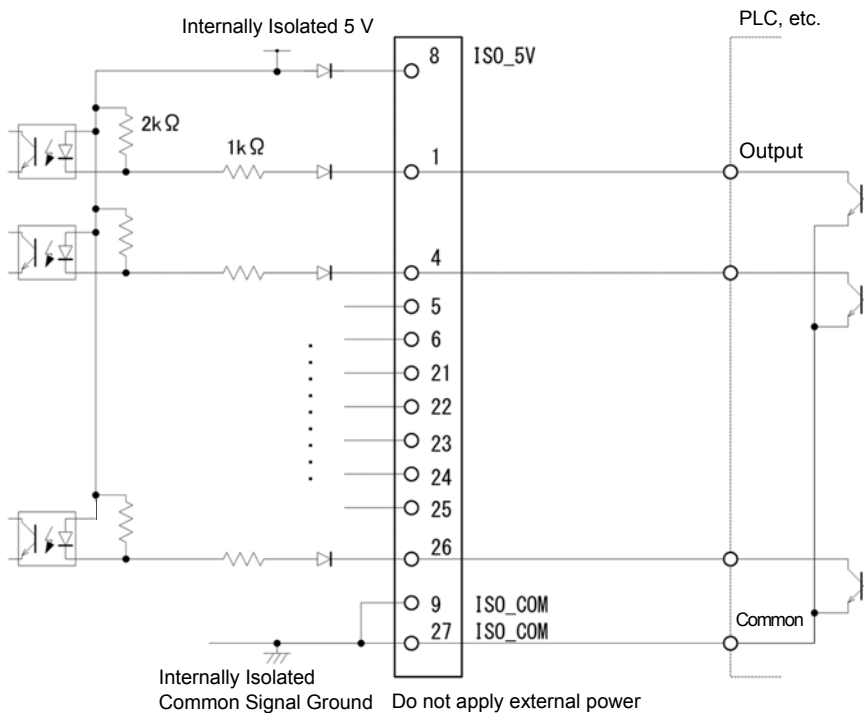 PLC, etc.
Internally Isolated 5 V
8 ISO_5V
2kΩ
1kΩ
1
Output
4
5
6
21
22
23
24
25
26
9 ISO_COM
27 ISO_COM
Common
Internally Isolated
Common Signal Ground
Do not apply external power